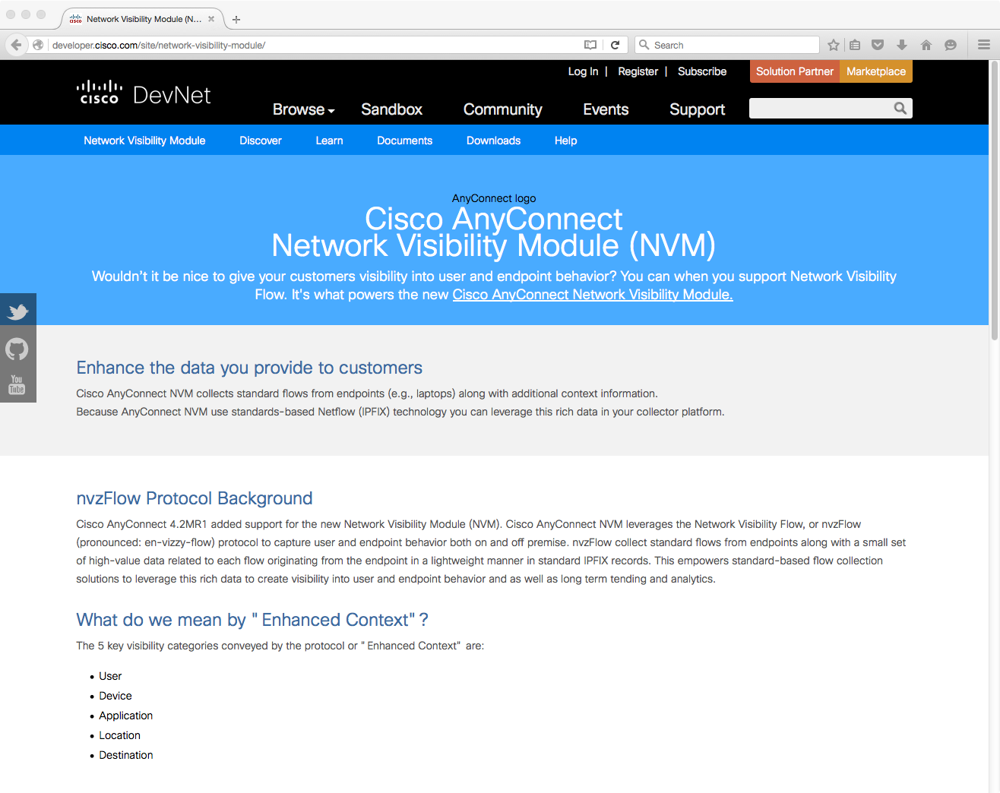 Network Visibility Module (N...
developer.cisco.com/site/network-visibility-module/
Search
Log In | Register | Subscribe
Solution Partner
Marketplace
cisco DevNet
Browse
Sandbox
Community
Events
Support
Network Visibility Module
Discover
Learn
Documents
Downloads
Help
AnyConnect logo
Cisco AnyConnect
Network Visibility Module (NVM)
Wouldn't it be nice to give your customers visibility into user and endpoint behavior? You can when you support Network Visibility
Flow. It's what powers the new Cisco AnyConnect Network Visibility Module.
You
Tube
Enhance the data you provide to customers
Cisco AnyConnect NVM collects standard flows from endpoints (e.g., laptops) along with additional context information.
Because AnyConnect NVM use standards-based Netflow (IPFIX) technology you can leverage this rich data in your collector platform.
nvzFlow Protocol Background
Cisco AnyConnect 4.2MR1 added support for the new Network Visibility Module (NVM). Cisco AnyConnect NVM leverages the Network Visibility Flow, or nvzFlow
(pronounced: en-vizzy-flow) protocol to capture user and endpoint behavior both on and off premise. nvzFlow collect standard flows from endpoints along with a small set
of high-value data related to each flow originating from the endpoint in a lightweight manner in standard IPFIX records. This empowers standard-based flow collection
solutions to leverage this rich data to create visibility into user and endpoint behavior and as well as long term tending and analytics.
What do we mean by "Enhanced Context"?
The 5 key visibility categories conveyed by the protocol or "Enhanced Context" are:
• User
• Device
• Application
• Location
• Destination